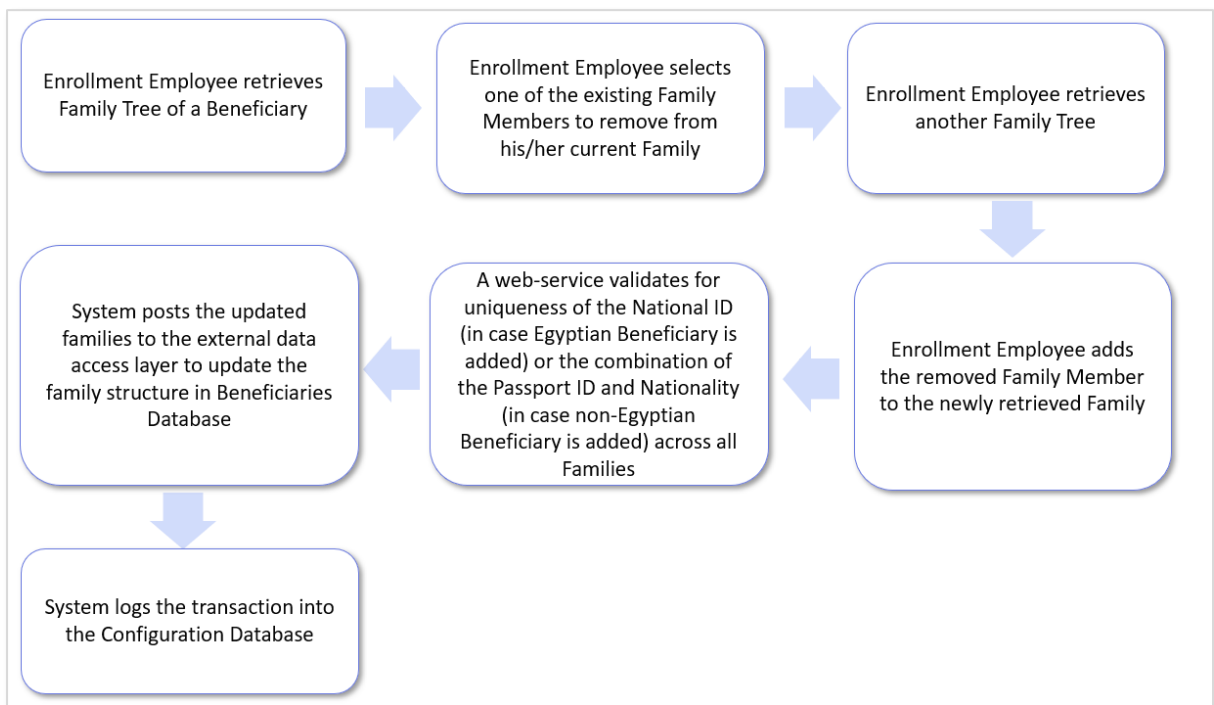 Enrollment Employee retrieves
Family Tree of a Beneficiary
Enrollment Employee selects
one of the existing Family
Members to remove from
his/her current Family
Enrollment Employee retrieves
another Family Tree
Enrollment Employee adds
the removed Family Member
to the newly retrieved Family
A web-service validates for
uniqueness of the National ID
(in case Egyptian Beneficiary is
added) or the combination of
the Passport ID and Nationality
(in case non-Egyptian
Beneficiary is added) across all
Families
System posts the updated
families to the external data
access layer to update the
family structure in Beneficiaries
Database
System logs the transaction into
the Configuration Database